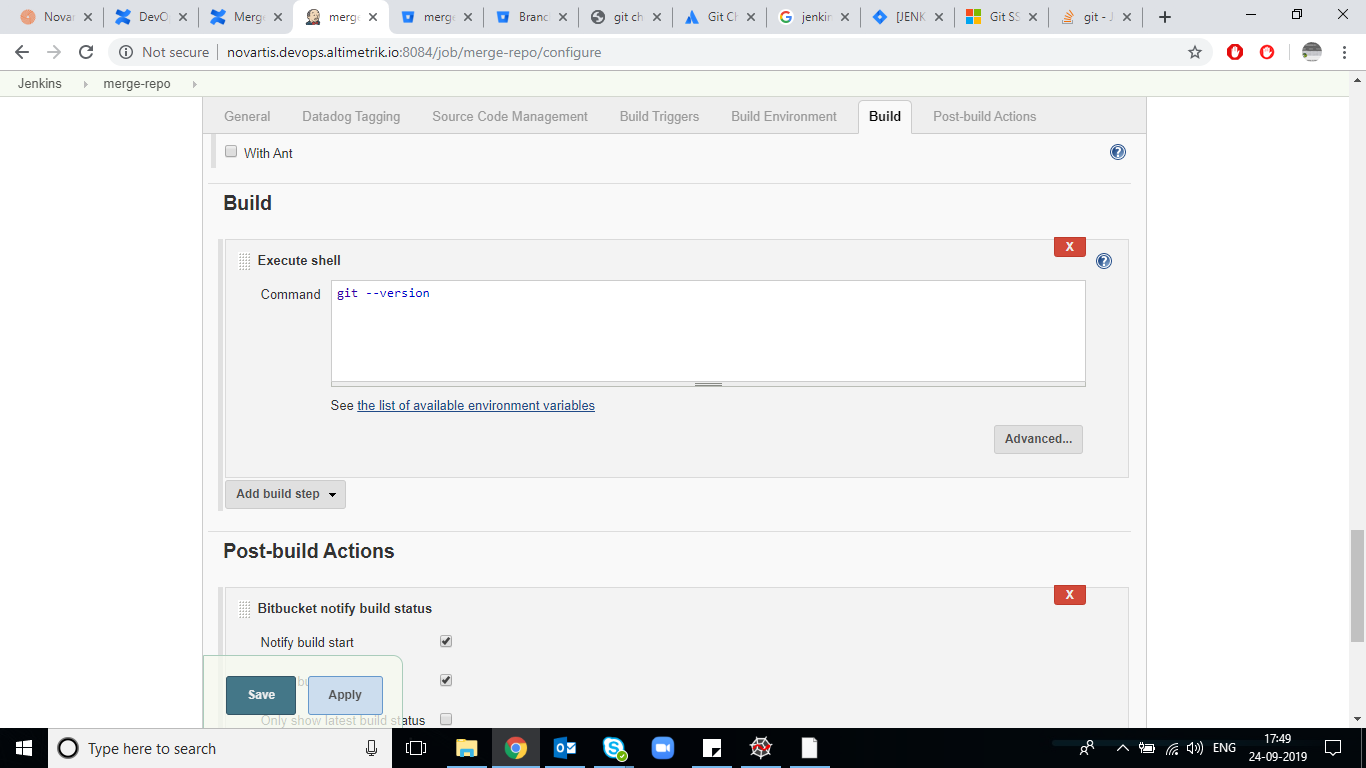 Novar
DevO
Merge
merge
merge
Branc
git ch
Git Ch
jenkin
[JENK
Git SS
git - J
Not secure
novartis.devops.altimetrik.io:8084/job/merge-repo/configure
Jenkins merge-repo
General Datadog Tagging Source Code Management Build Triggers Build Environment Build Post-build Actions
With Ant
Build
X
Execute shell
Command
git --version
See the list of available environment variables
Advanced...
Add build step
Post-build Actions
X
Bitbucket notify build status
Notify build start
Save Apply
Only show latest build status
Type here to search
ENG
17:49
24-09-2019